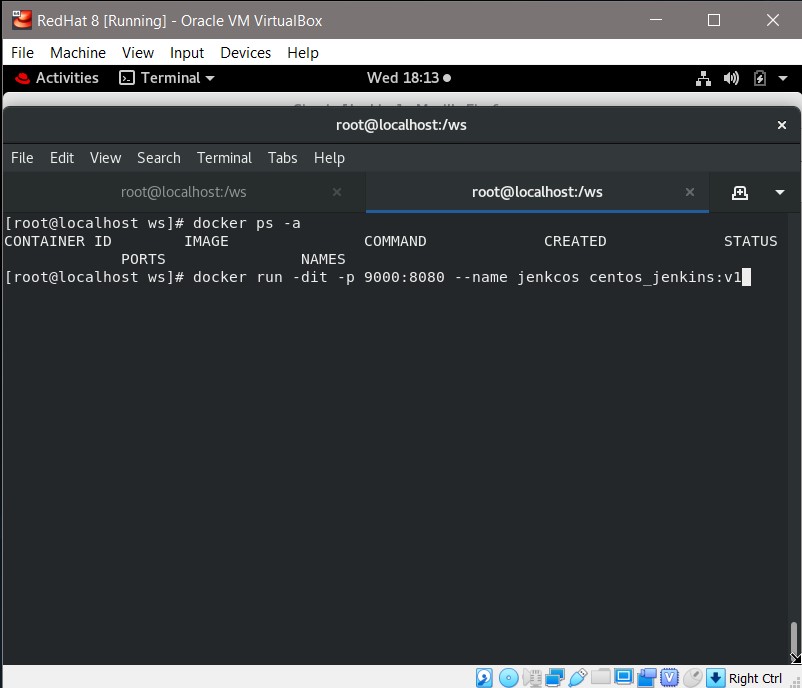 RedHat 8 [Running] - Oracle VM VirtualBox
File Machine View Input Devices Help
Activities Terminal Wed 18:13
root@localhost:/ws
File Edit View Search Terminal Tabs Help
root@localhost:/ws root@localhost:/ws
[root@localhost ws]# docker ps -a
CONTAINER ID IMAGE COMMAND CREATED STATUS
PORTS NAMES
[root@localhost ws]# docker run -dit -p 9000:8080 --name jenkcos centos_jenkins:v1
Right Ctrl